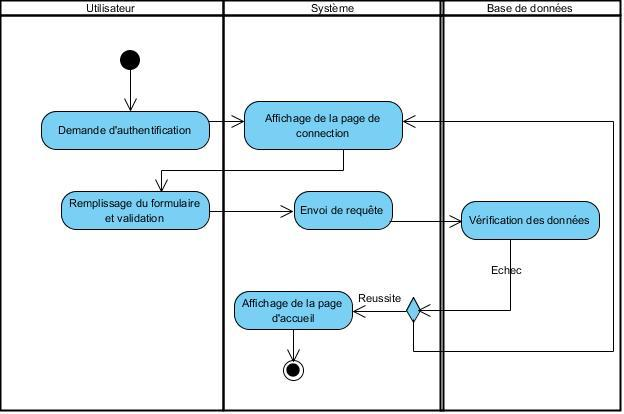 Utilisateur
Système
Base de données
Demande d'authentification
Affichage de la page de
connection
Remplissage du formulaire
et validation
Envoi de requête
Vérification des données
Echec
Reussite
Affichage de la page
d'accueil